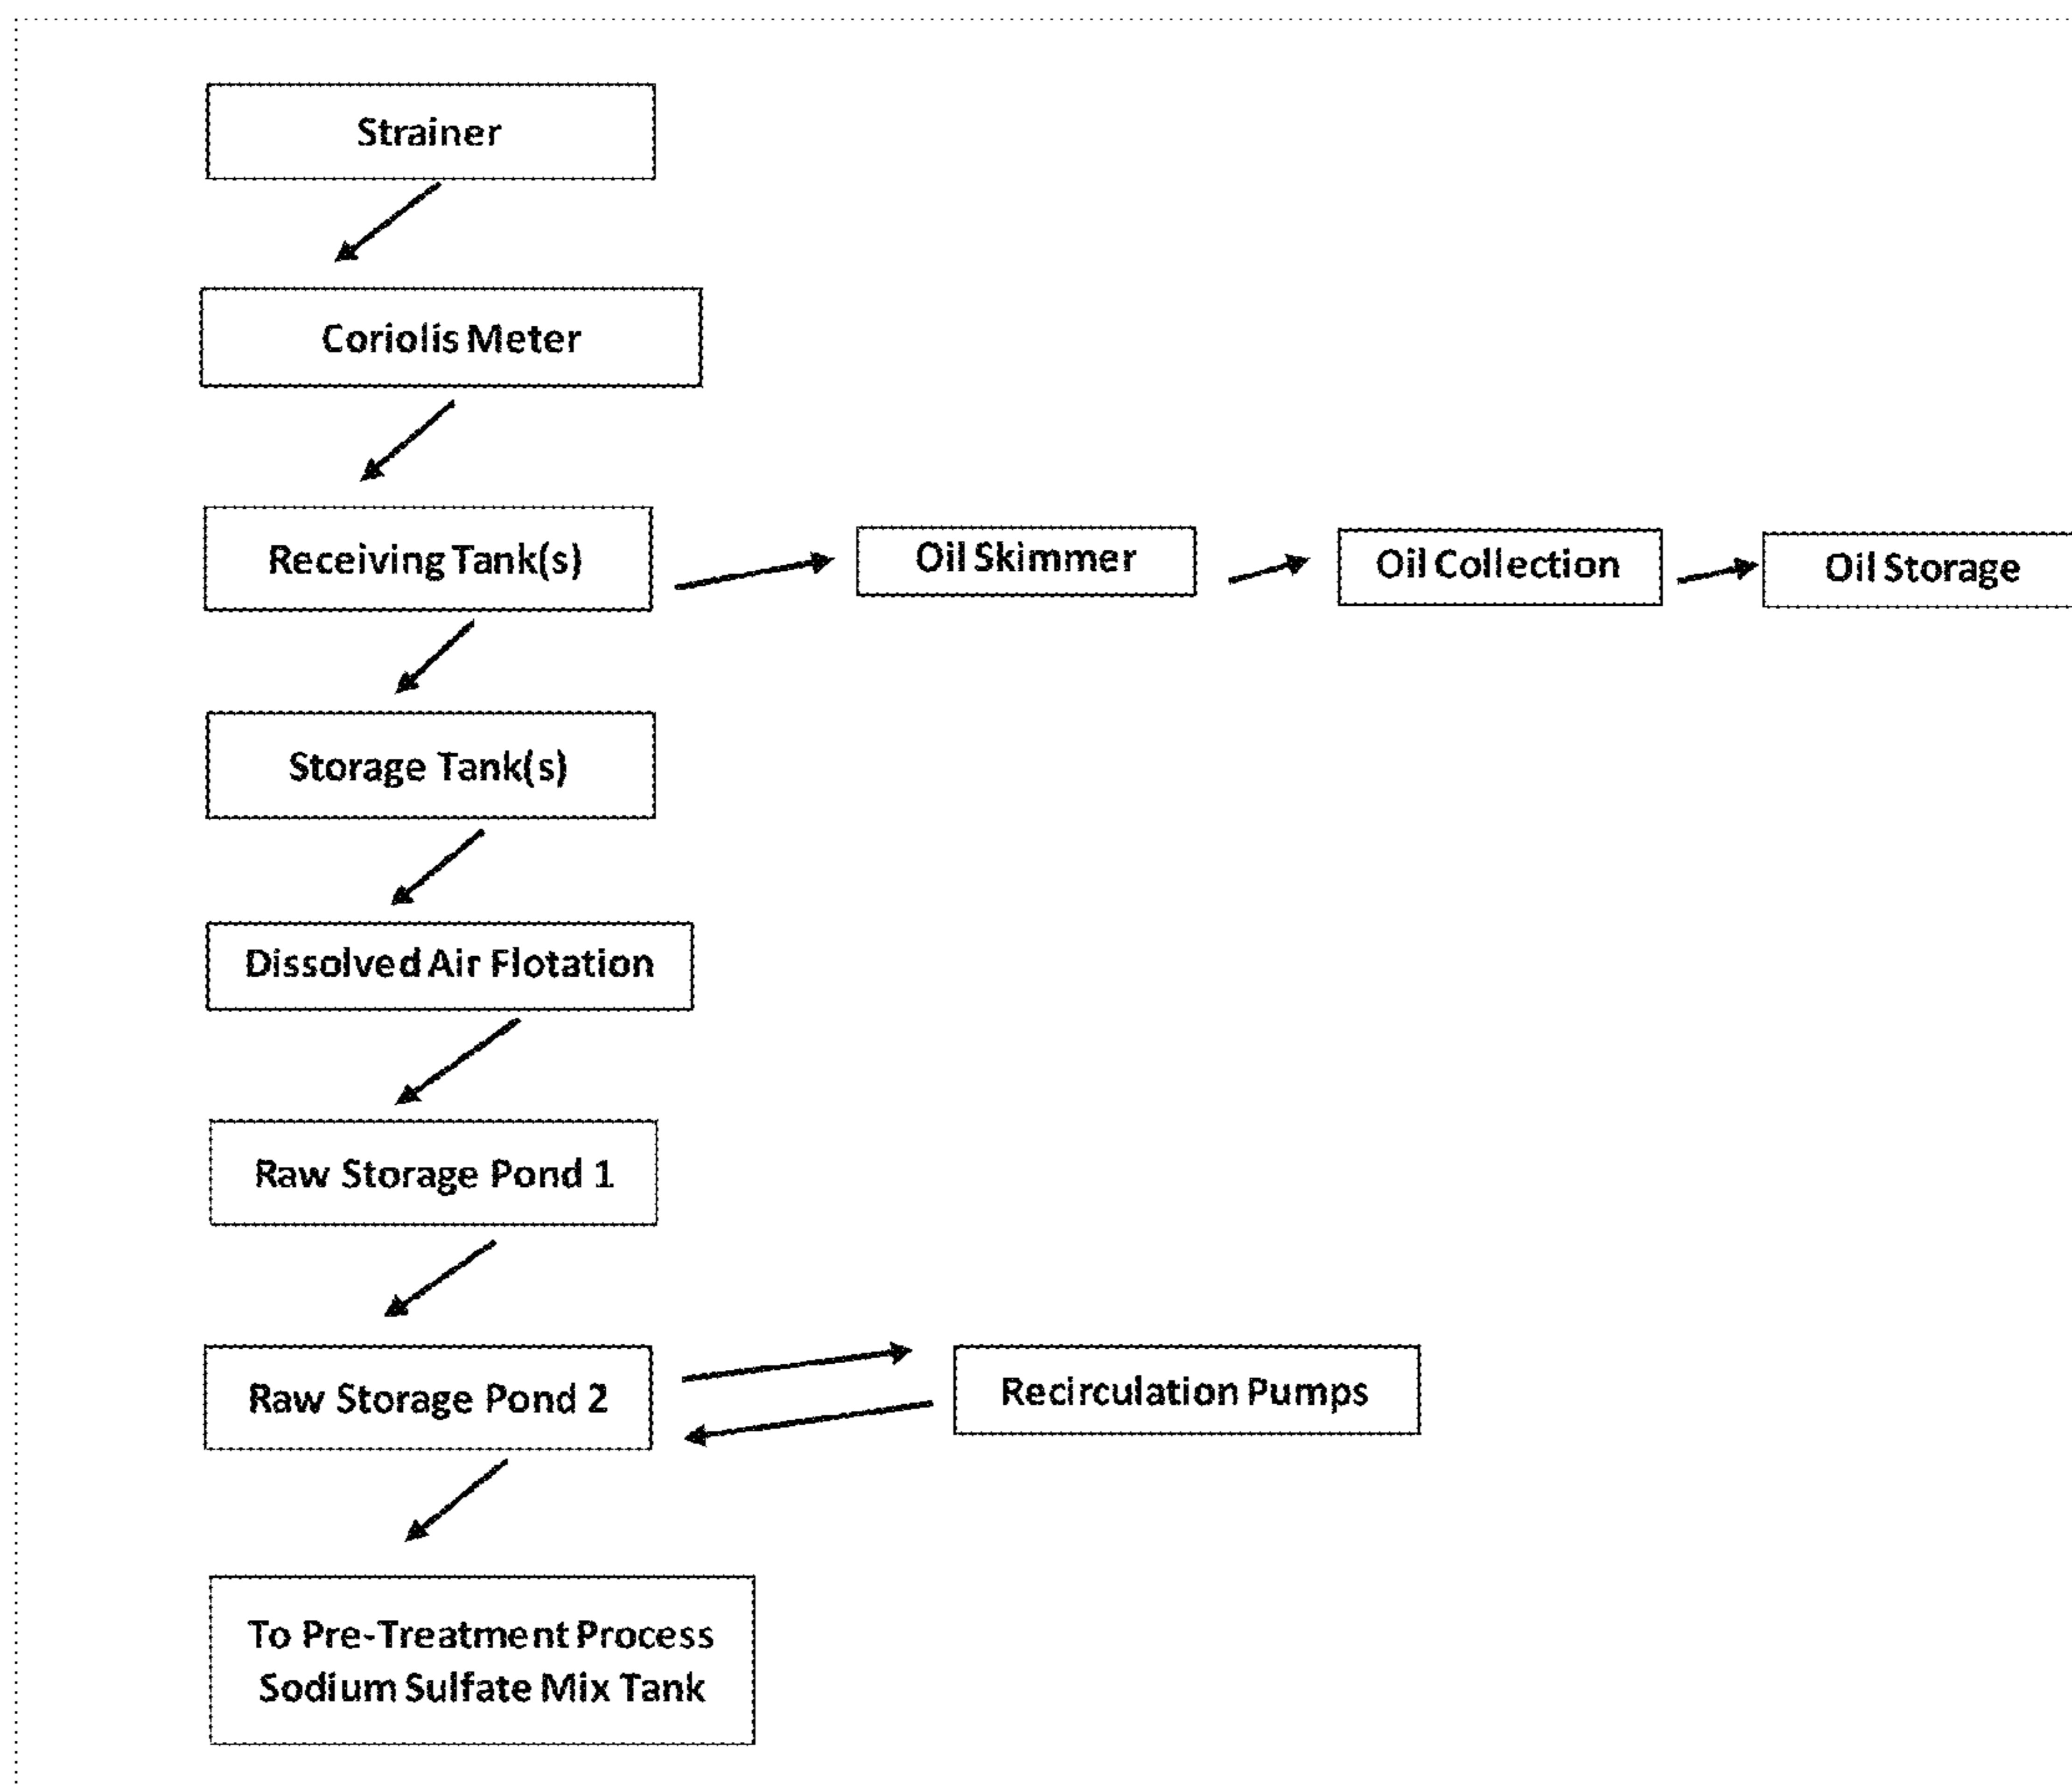 Strainer
Coriolis Meter
Receiving Tank(s)
Oil Skimmer
Oil Collection
Oil Storage
Storage Tank(s)
Dissolved Air Flotation
Raw Storage Pond 1
Raw Storage Pond 2
Recirculation Pumps
To Pre-Treatment Process
Sodium Sulfate Mix Tank